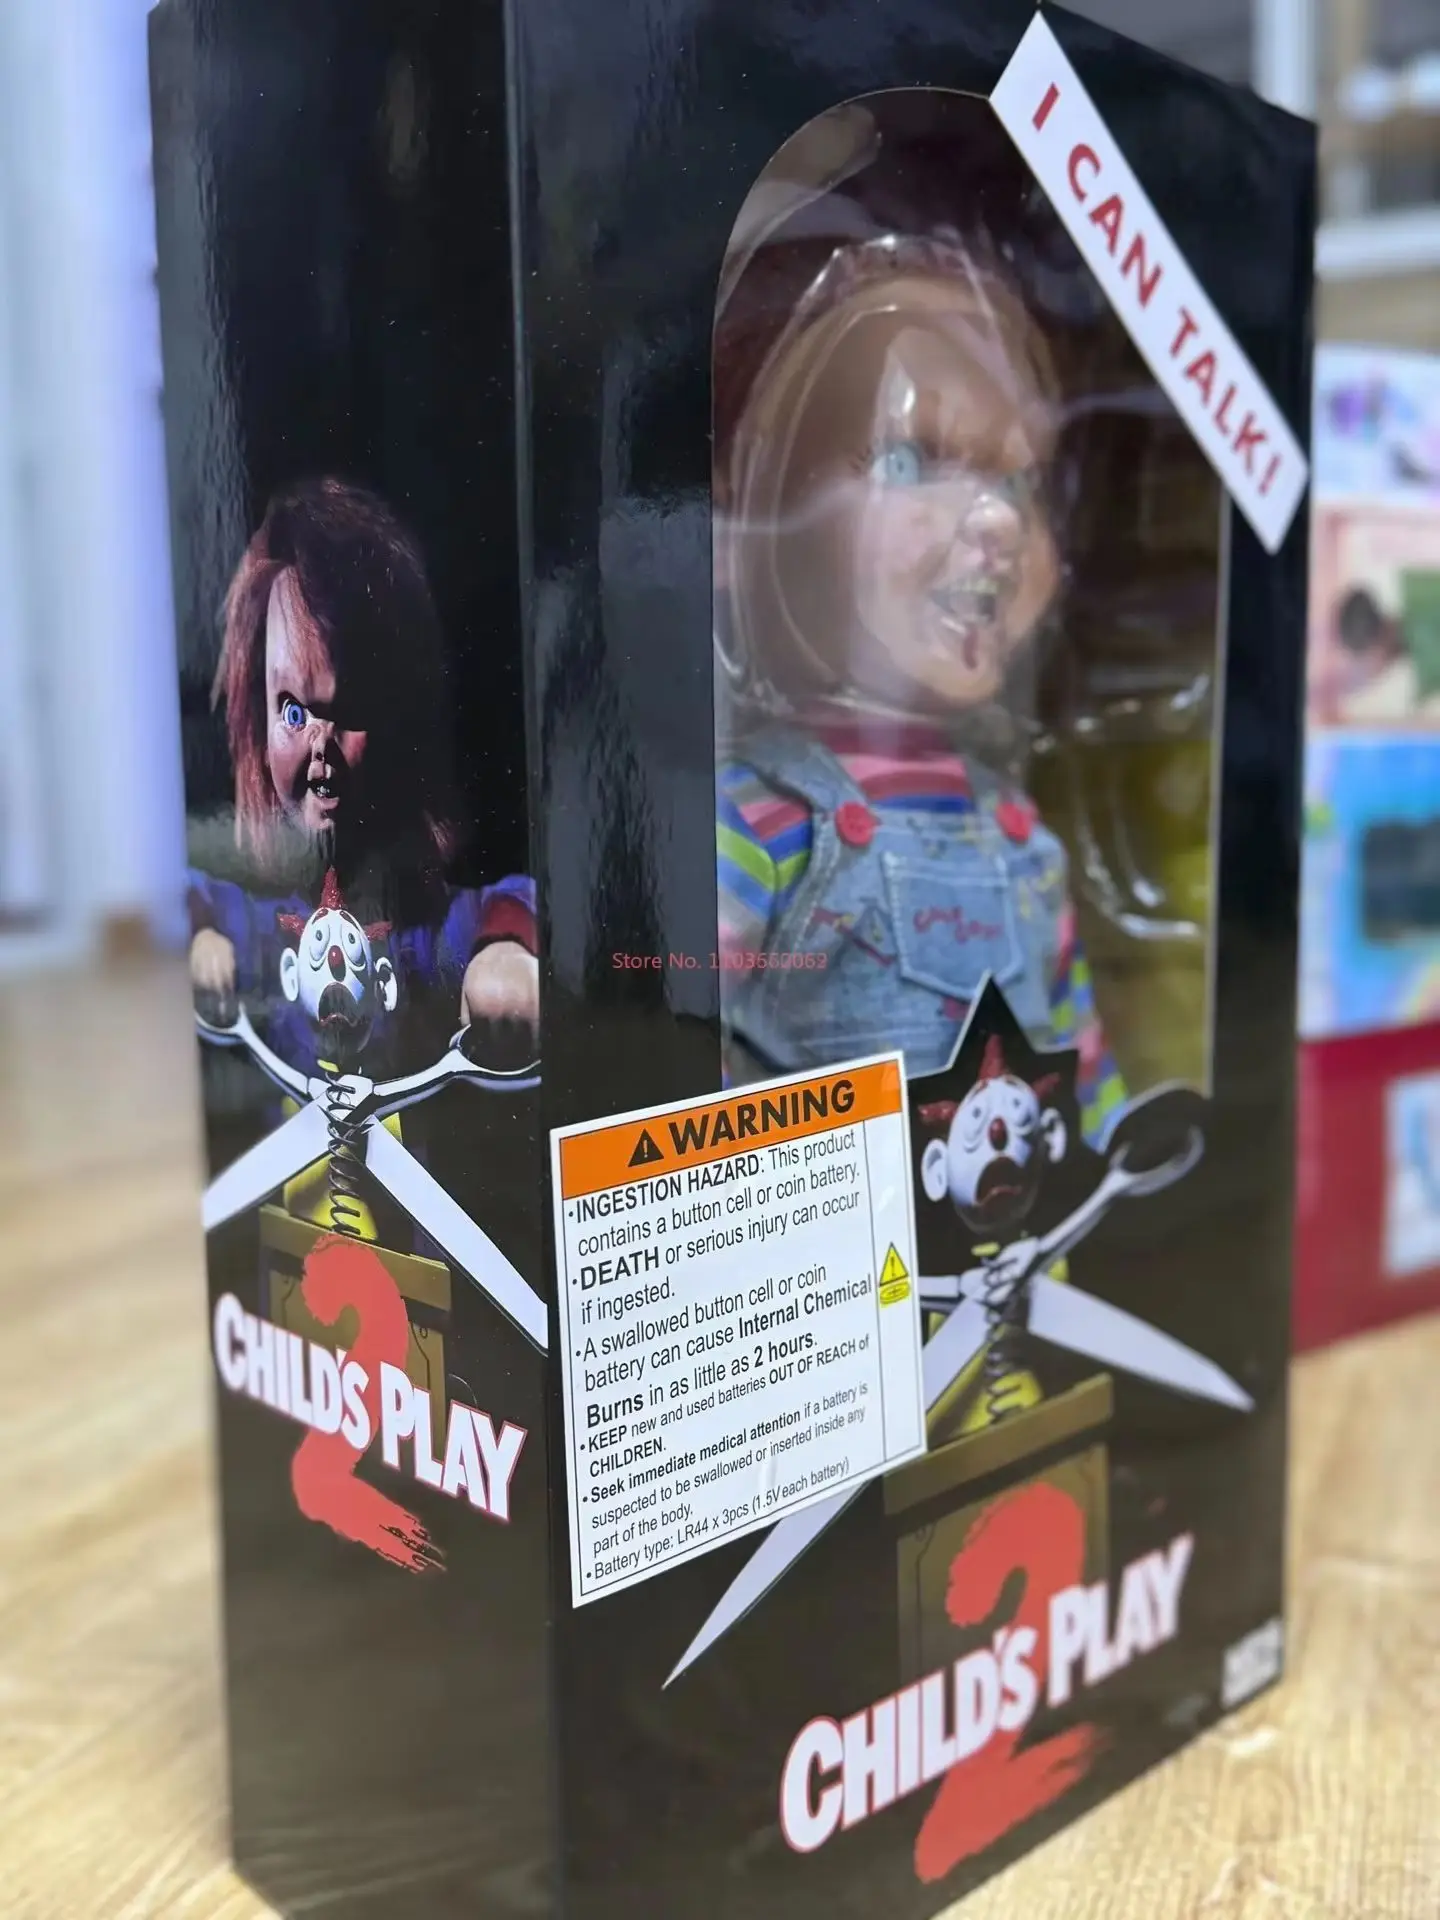 I CAN TALK!
Store No. 1103560063
WARNING
•INGESTION HAZARD: This product
contains a button cell or coin battery.
•DEATH or serious injury can occur
if ingested.
•A swallowed button cell or coin
battery can cause Internal Chemical
Burns in as little as 2 hours.
•KEEP new and used batteries OUT OF REACH of
CHILDREN.
•Seek immediate medical attention if a battery is
suspected to be swallowed or inserted inside any
part of the body.
•Battery type: LR44 x 3pcs (1.5V each battery)
2
CHILD'S PLAY
2
CHILD'S PLAY